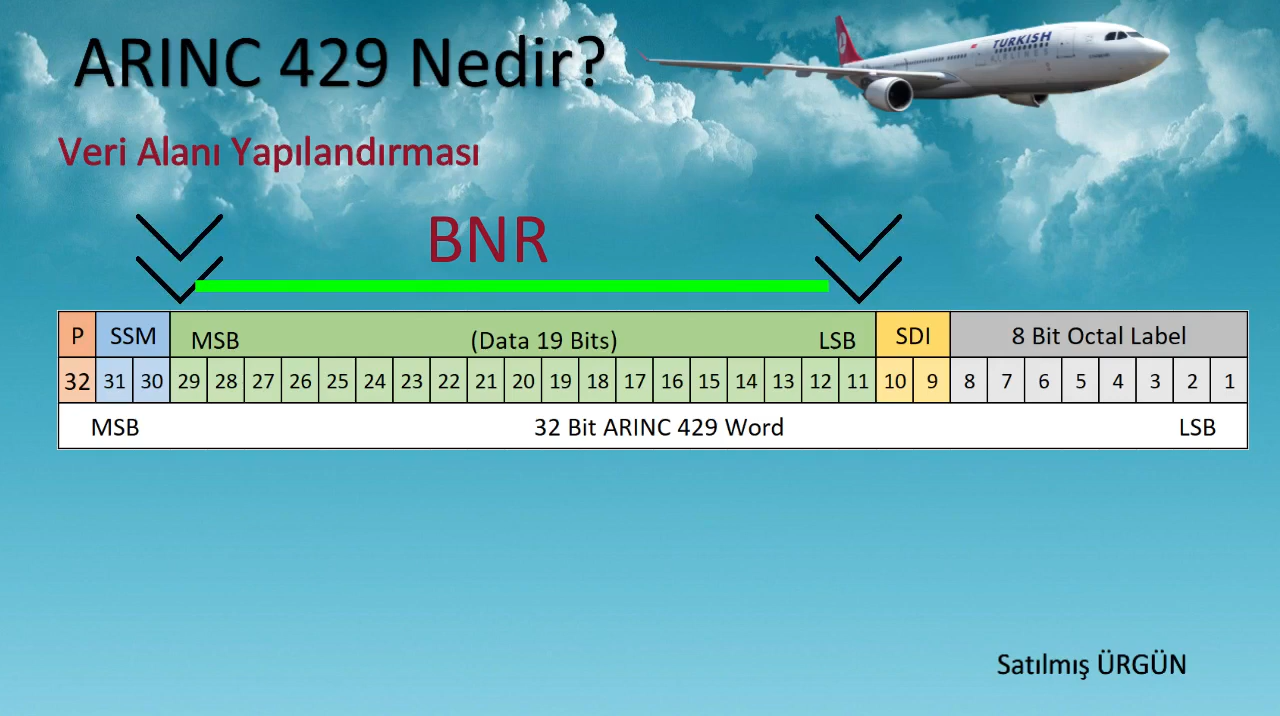 ARINC 429 Nedir?
TURKISH
Veri Alanı Yapılandırması
BNR
P SSM MSB (Data 19 Bits) LSB SDI 8 Bit Octal Label
32 31 30 29 28 27 26 25 24 23 22 21 20 19 18 17 16 15 14 13 12 11 10 9 8 7 6 5 4 3 2 1
MSB 32 Bit ARINC 429 Word LSB
Satılmış ÜRGÜN